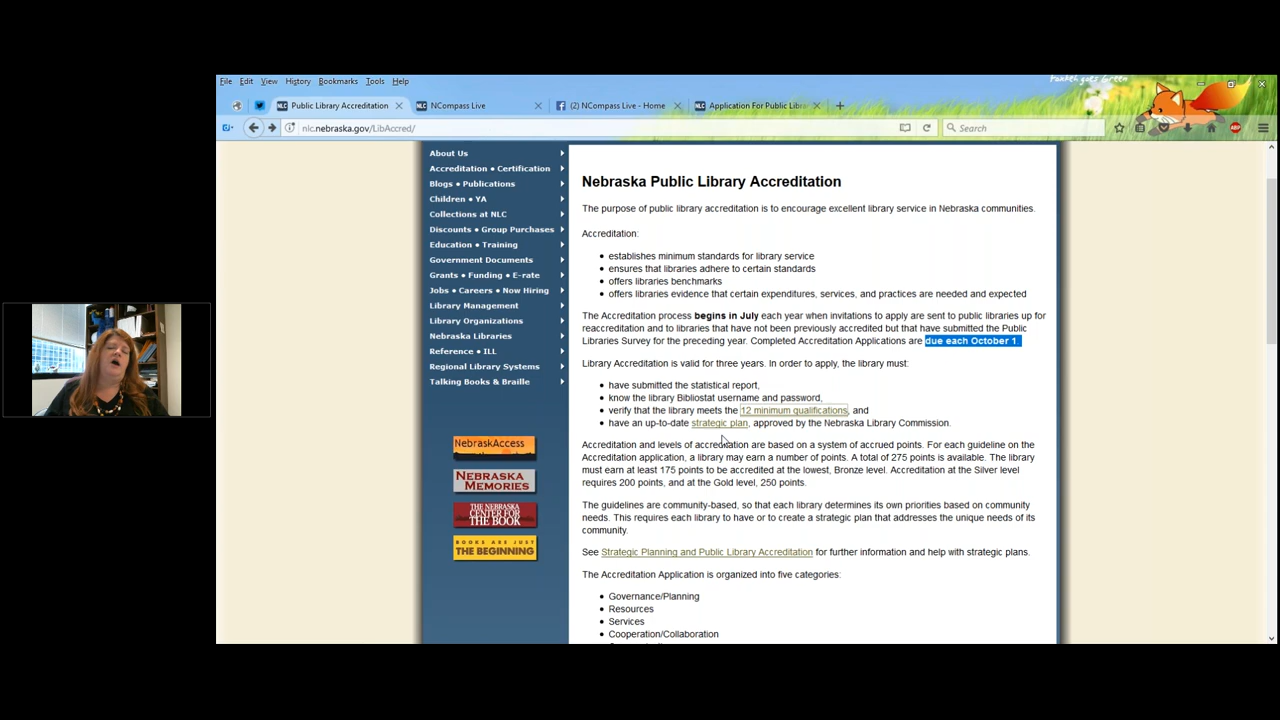 File Edit View History Bookmarks Tools Help
Public Library Accreditation
NCompass Live
(2) NCompass Live - Home
Application For Public Libra
nlc.nebraska.gov/LibAccred/
Search
ABP
About Us
Accreditation • Certification
Blogs • Publications
Children • YA
Collections at NLC
Discounts • Group Purchases
Education • Training
Government Documents
Grants • Funding • E-rate
Jobs • Careers • Now Hiring
Library Management
Library Organizations
Nebraska Libraries
Reference • ILL
Regional Library Systems
Talking Books & Braille
NebraskAccess
NEBRASKA
MEMORIES
THE NEBRASKA
CENTER FOR
THE BOOK
BOOKS ARE JUST
THE BEGINNING
Nebraska Public Library Accreditation
The purpose of public library accreditation is to encourage excellent library service in Nebraska communities.
Accreditation:
• establishes minimum standards for library service
• ensures that libraries adhere to certain standards
• offers libraries benchmarks
• offers libraries evidence that certain expenditures, services, and practices are needed and expected
The Accreditation process begins in July each year when invitations to apply are sent to public libraries up for
reaccreditation and to libraries that have not been previously accredited but that have submitted the Public
Libraries Survey for the preceding year. Completed Accreditation Applications are due each October 1.
Library Accreditation is valid for three years. In order to apply, the library must:
• have submitted the statistical report,
• know the library Bibliostat username and password,
• verify that the library meets the 12 minimum qualifications, and
• have an up-to-date strategic plan, approved by the Nebraska Library Commission.
Accreditation and levels of accreditation are based on a system of accrued points. For each guideline on the
Accreditation application, a library may earn a number of points. A total of 275 points is available. The library
must earn at least 175 points to be accredited at the lowest, Bronze level. Accreditation at the Silver level
requires 200 points, and at the Gold level, 250 points.
The guidelines are community-based, so that each library determines its own priorities based on community
needs. This requires each library to have or to create a strategic plan that addresses the unique needs of its
community.
See Strategic Planning and Public Library Accreditation for further information and help with strategic plans.
The Accreditation Application is organized into five categories:
• Governance/Planning
• Resources
• Services
• Cooperation/Collaboration